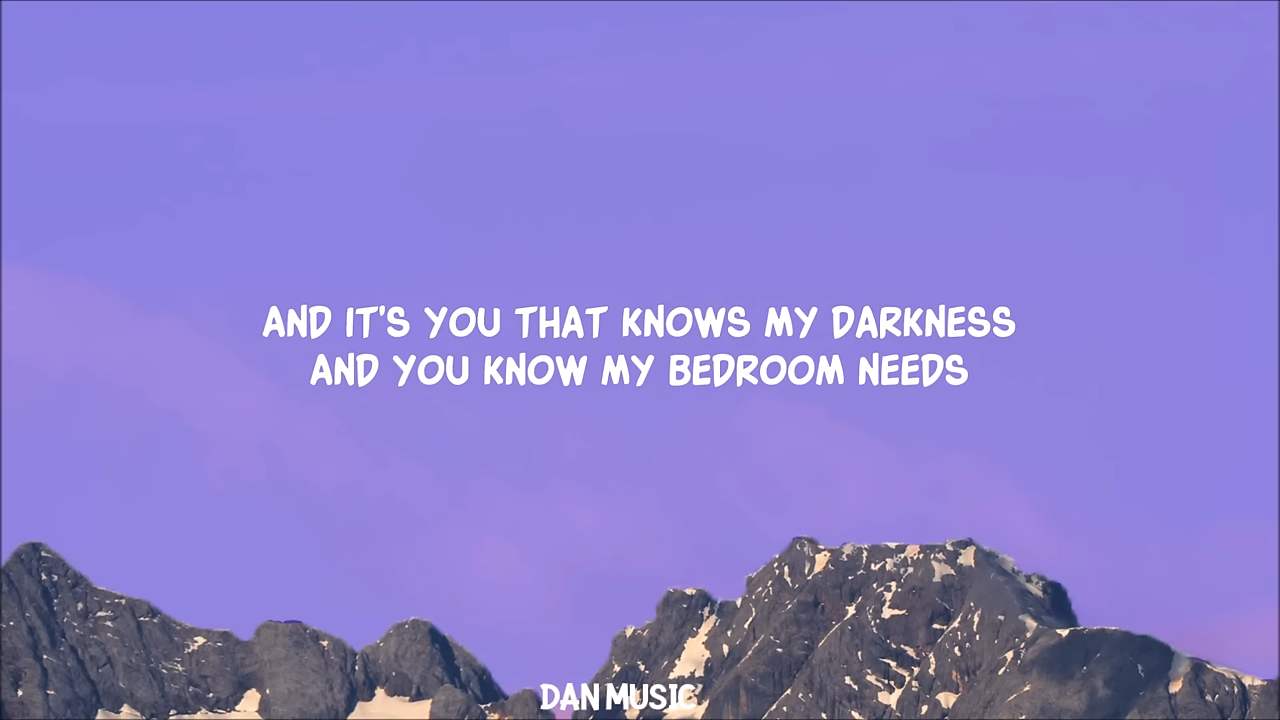 AND IT'S YOU THAT KNOWS MY DARKNESS
AND YOU KNOW MY BEDROOM NEEDS
DAN MUSIC